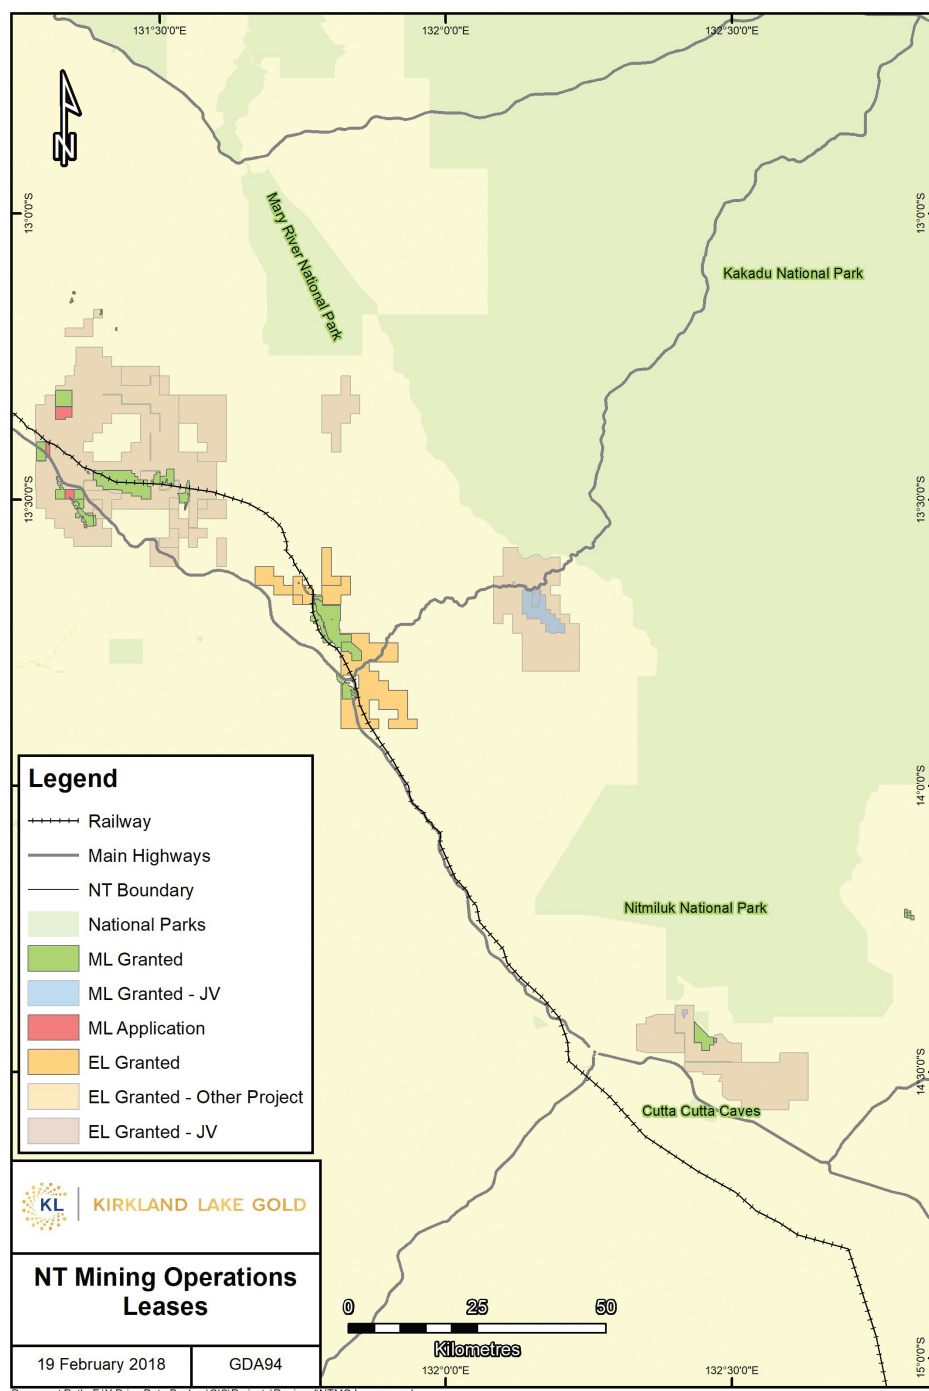 131°30'0"E
132°0'0"E
132°30'0"E
N
13°0'0"S
13°0'0"S
Mary River National Park
Kakadu National Park
13°30'0"S
13°30'0"S
14°0'0"S
Legend
Railway
Main Highways
NT Boundary
National Parks
ML Granted
ML Granted - JV
ML Application
EL Granted
EL Granted - Other Project
EL Granted - JV
Nitmiluk National Park
14°30'0"S
Cutta Cutta Caves
KL
KIRKLAND LAKE GOLD
NT Mining Operations
Leases
0 25 50
Kilometres
19 February 2018
GDA94
132°0'0"E
132°30'0"E
15°0'0"S